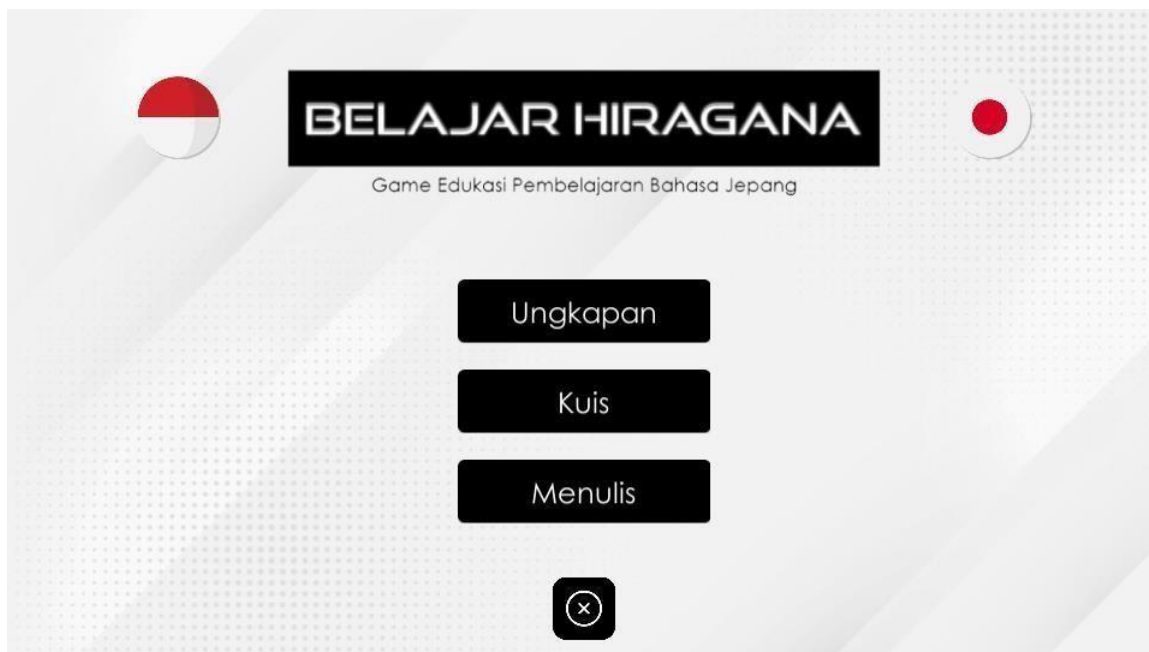 BELAJAR HIRAGANA
Game Edukasi Pembelajaran Bahasa Jepang
Ungkapan
Kuis
Menulis